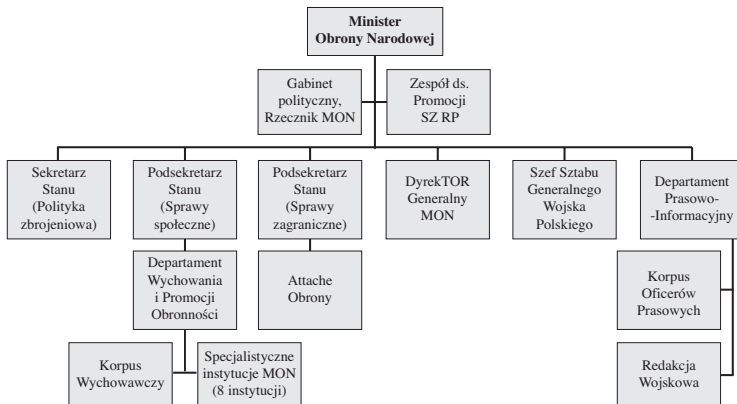 Minister
Obrony Narodowej
Gabinet
polityczny,
Rzecznik MON
Zespół ds.
Promocji
SZ RP
Sekretarz
Stanu
(Polityka
zbrojeniowa)
Podsekretarz
Stanu
(Sprawy
społeczne)
Podsekretarz
Stanu
(Sprawy
zagraniczne)
DyrekTOR
Generalny
MON
Szef Sztabu
Generalnego
Wojska
Polskiego
Departament
Prasowo-
-Informacyjny
Departament
Wychowania
i Promocji
Obronności
Attache
Obrony
Korpus
Oficerów
Prasowych
Korpus
Wychowawczy
Specjalistyczne
instytucje MON
(8 instytucji)
Redakcja
Wojskowa